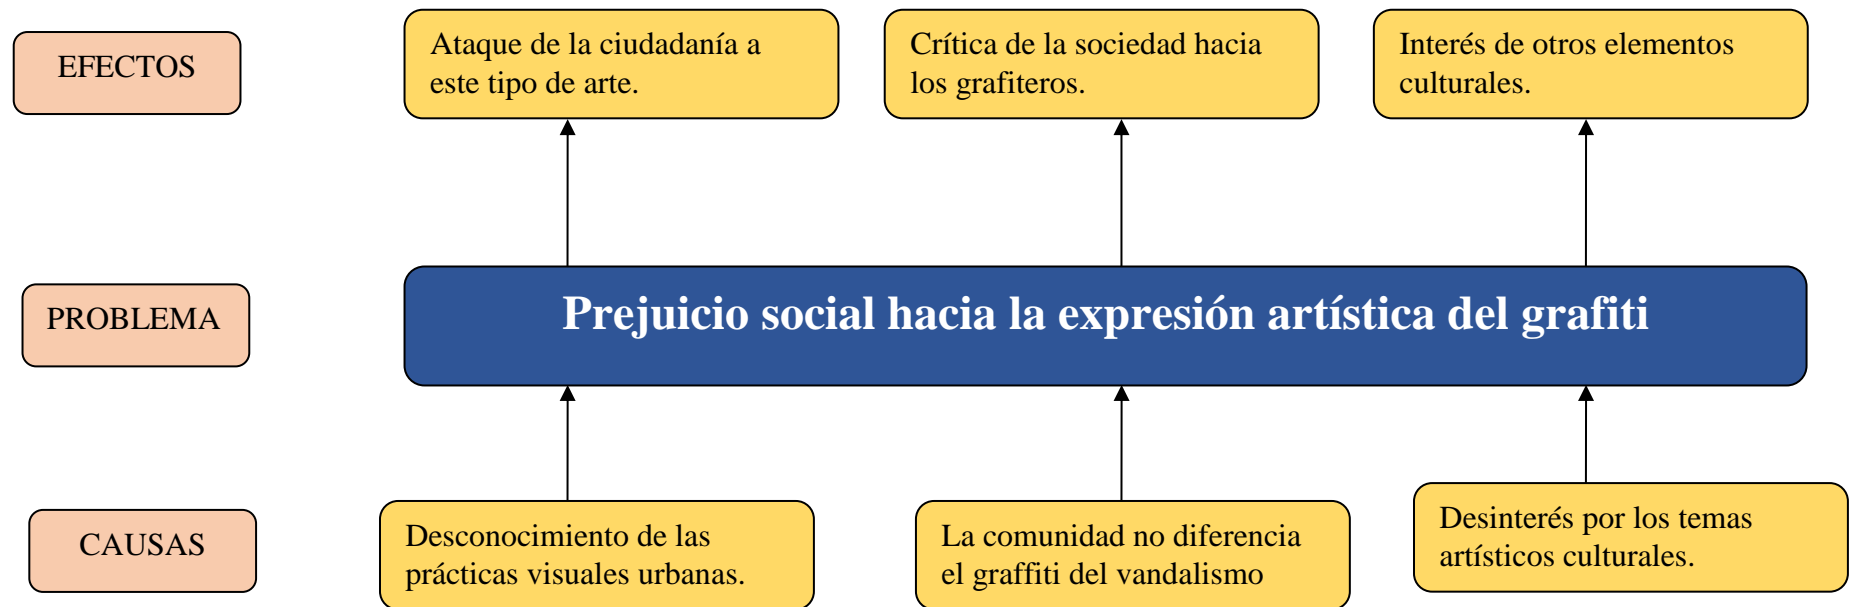 EFECTOS
Ataque de la ciudadanía a
este tipo de arte.
Crítica de la sociedad hacia
los grafiteros.
Interés de otros elementos
culturales.
PROBLEMA
Prejuicio social hacia la expresión artística del grafiti
CAUSAS
Desconocimiento de las
prácticas visuales urbanas.
La comunidad no diferencia
el graffiti del vandalismo
Desinterés por los temas
artísticos culturales.